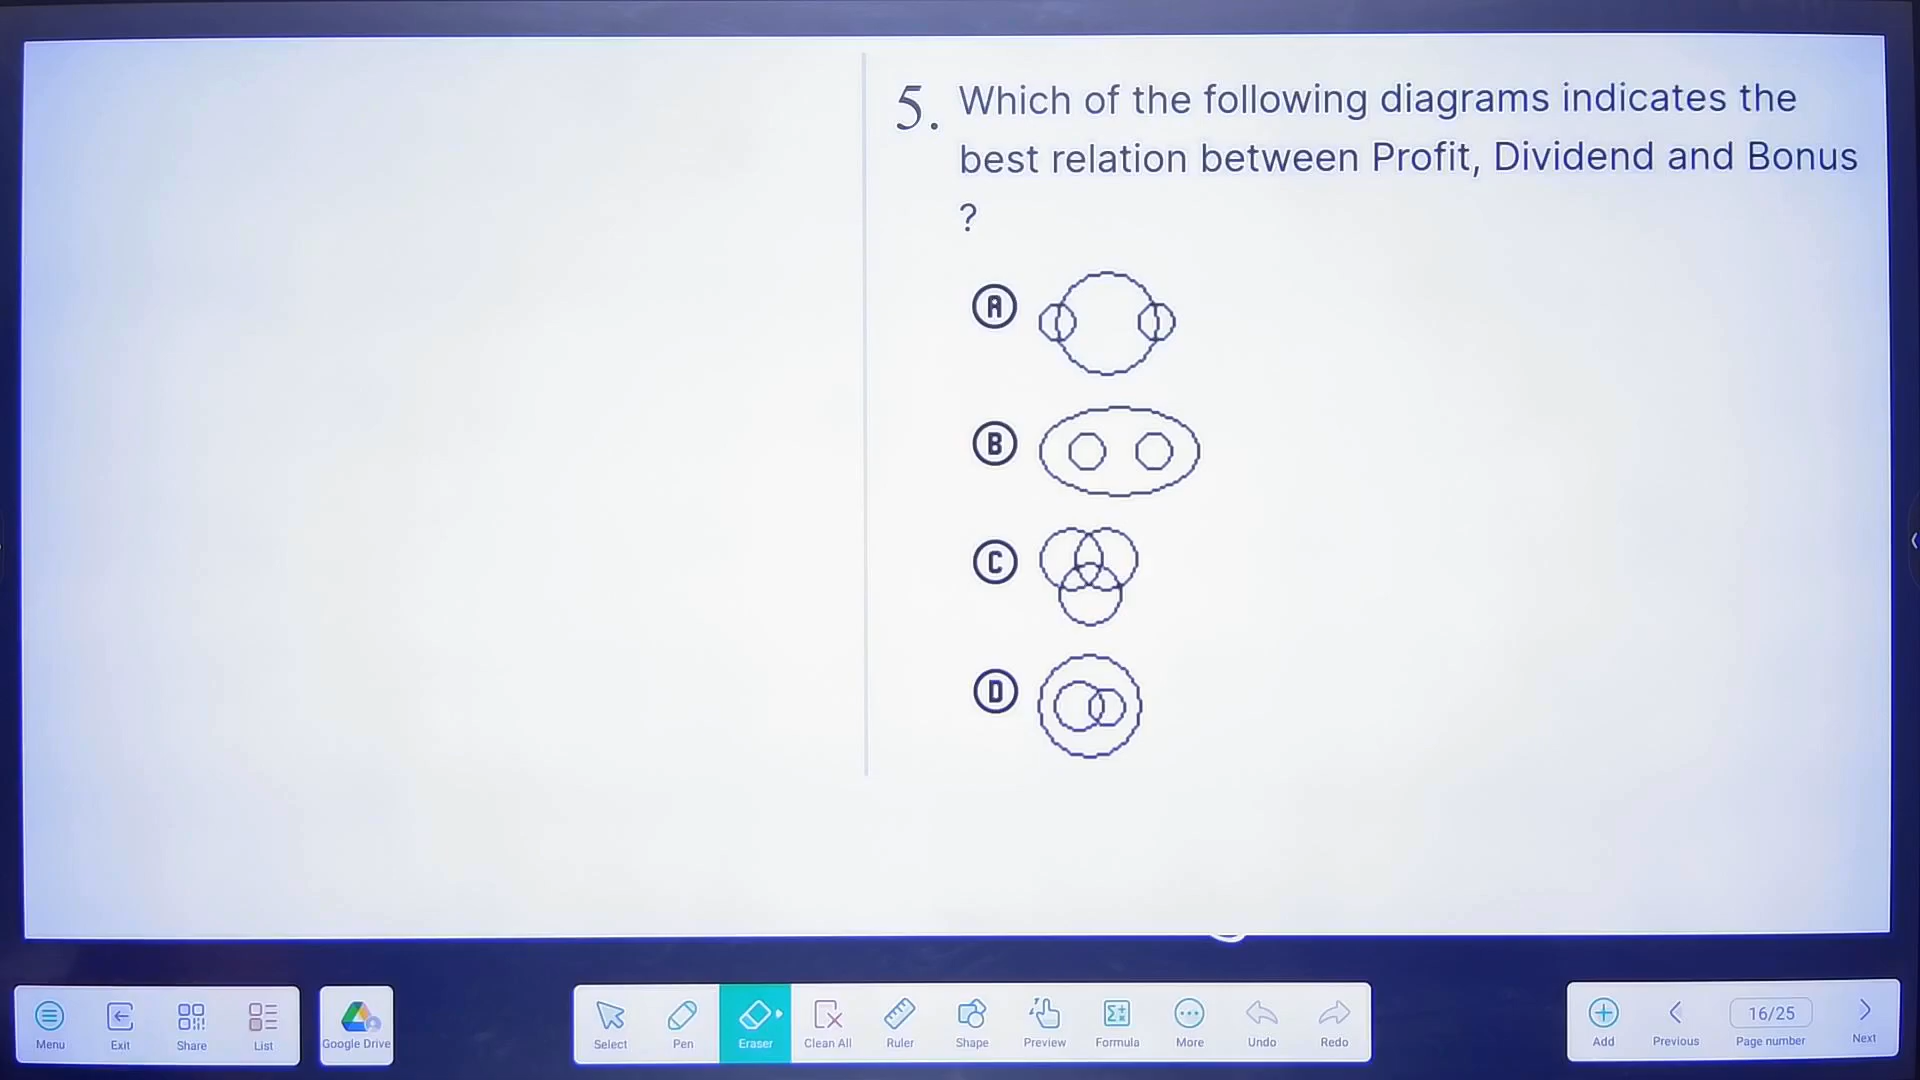 5. Which of the following diagrams indicates the
best relation between Profit, Dividend and Bonus
?
A
B
C
D
Menu
Exit
Share
List
Google Drive
Select
Pen
Eraser
Clean All
Ruler
Shape
Preview
Formula
More
Undo
Redo
Add
Previous
16/25
Page number
Next